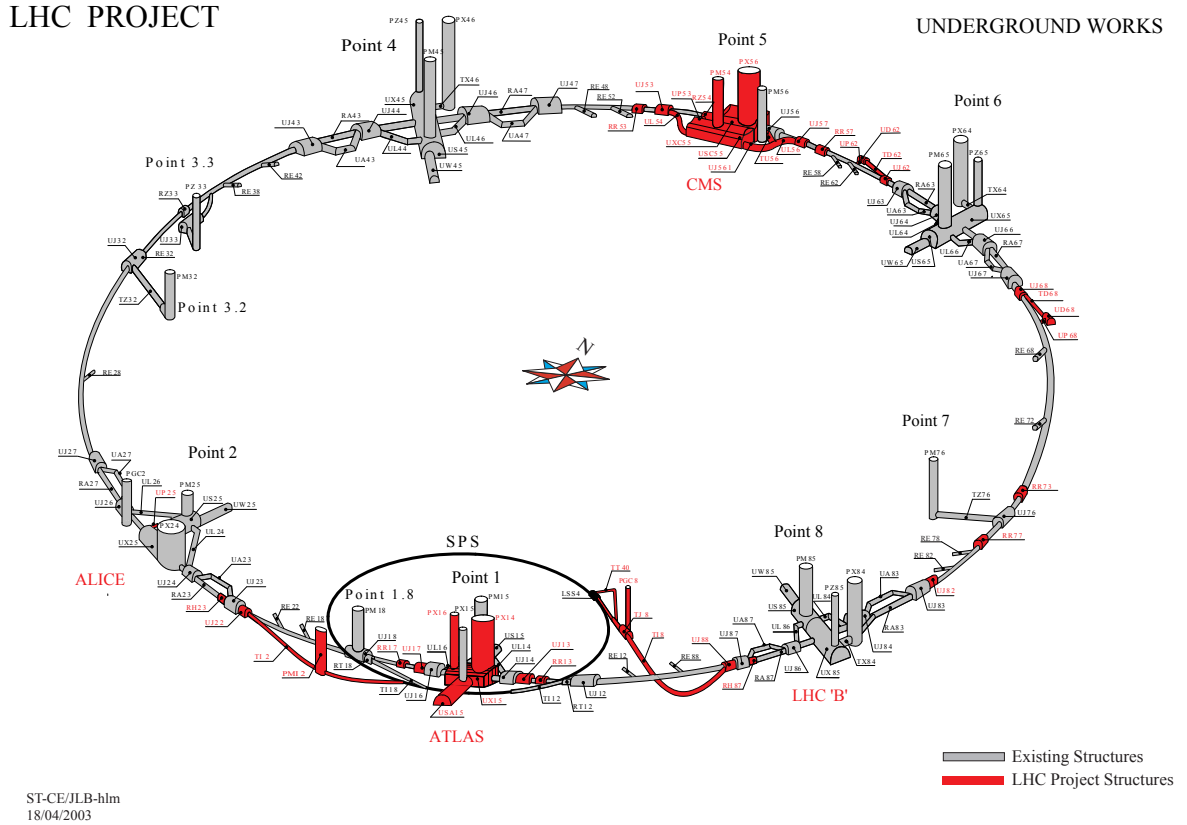 LHC PROJECT
UNDERGROUND WORKS
Point 4
PZ45
PX46
PM45
TX46
UX45
UJ46
RA47
UJ47
RE48
RE52
UJ44
RA43
UJ43
UA43
UL44
US45
UW45
UL46
UA47
Point 5
UJ53
UP53
RZ54
PM54
PX56
PM56
UJ56
UJ57
RR57
RR53
UL54
UXC55
USC55
UJ561
TU56
UL56
CMS
RE58
RE62
UP62
UD62
TD62
UJ62
Point 6
PX64
PM65
PZ65
TX64
UX65
RA63
UJ63
UA63
UJ64
UL64
UW65
US65
UL66
UJ66
RA67
UA67
UJ67
UJ68
TD68
UD68
UP68
RE68
RE72
Point 3.3
PZ33
RZ33
RE38
RE42
UJ33
UJ32
RE32
PM32
TZ32
Point 3.2
N
RE28
Point 2
UJ27
UA27
PGC2
RA27
UL26
UP25
PM25
US25
UW25
UJ26
PX24
UX25
UL24
ALICE
UJ24
UA23
RA23
UJ23
RH23
UJ22
RE22
RE18
TI2
PMI2
SPS
Point 1
Point 1.8
PM18
UJ18
RR17
UJ17
UL16
PX16
PX15
PM15
PX14
US15
UL14
UJ14
UJ13
RR13
RT18
TI18
UJ16
USA15
UX15
TI12
RT12
UJ12
ATLAS
LSS4
TT40
PGC8
TJ8
TI8
RE12
RE88
UJ88
UJ87
UA87
RH87
RA87
UJ86
Point 8
PM85
UW85
PZ85
PX84
UL84
US85
UL86
UA83
UJ82
UJ83
RA83
UJ84
TX84
UX85
LHC 'B'
Point 7
PM76
TZ76
RR73
UJ76
RR77
RE78
RE82
Existing Structures
LHC Project Structures
ST-CE/JLB-hlm
18/04/2003